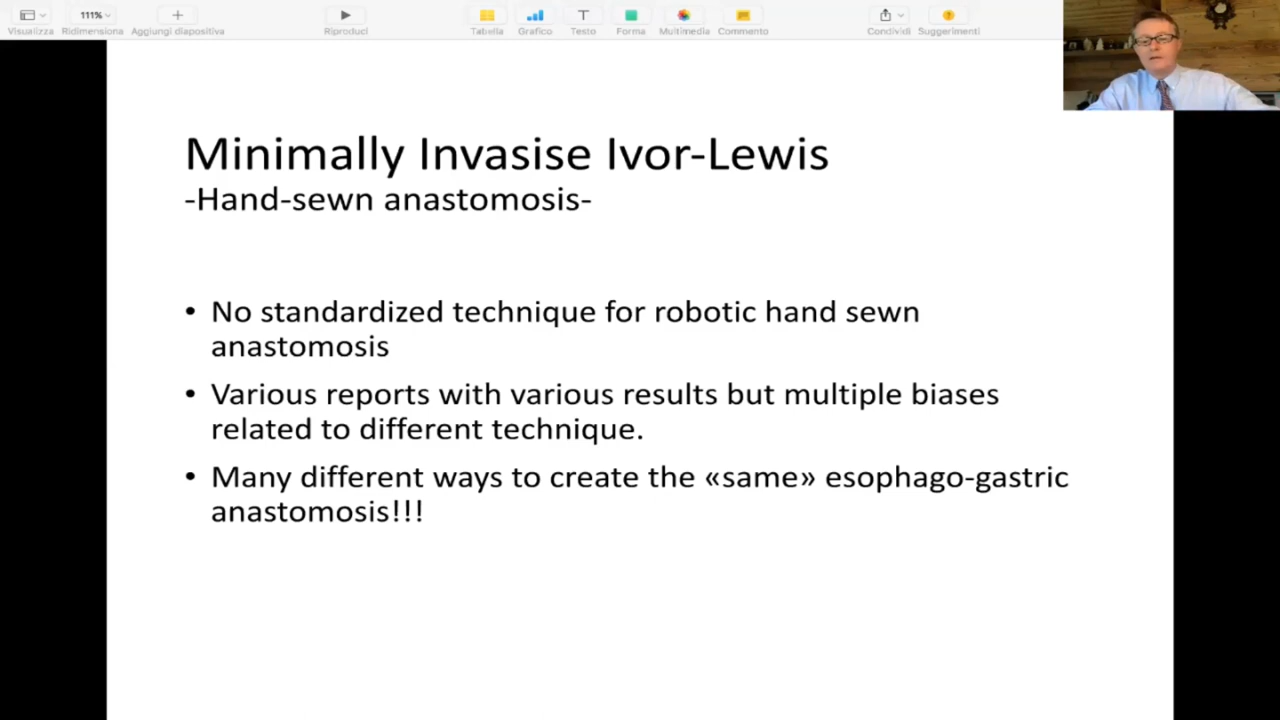 111%
Visualizza Ridimensiona Aggiungi diapositiva Riproduci Tabella Grafico Testo Forma Multimedia Commento Condividi Suggerimenti
Minimally Invasise Ivor-Lewis
-Hand-sewn anastomosis-
• No standardized technique for robotic hand sewn
anastomosis
• Various reports with various results but multiple biases
related to different technique.
• Many different ways to create the «same» esophago-gastric
anastomosis!!!